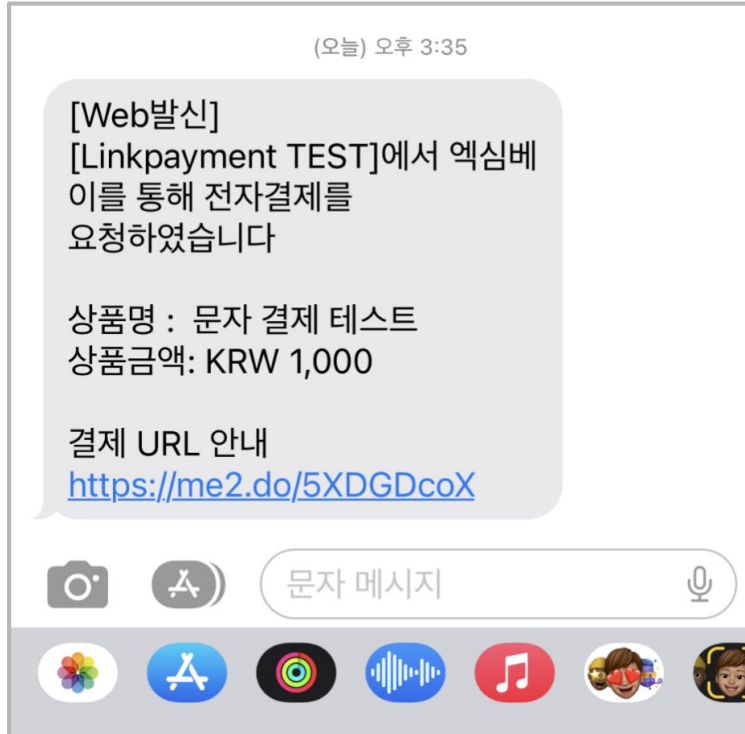 (오늘) 오후 3:35
[Web발신]
[Linkpayment TEST]에서 엑심베
이를 통해 전자결제를
요청하였습니다
상품명 : 문자 결제 테스트
상품금액: KRW 1,000
결제 URL 안내
https://me2.do/5XDGDcoX
문자 메시지